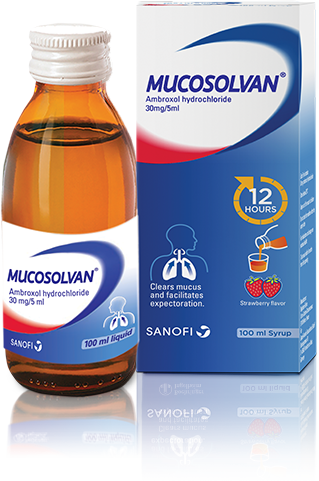 MUCOSOLVAN®
Ambroxol hydrochloride
30mg/5ml
12
HOURS
Clears mucus
and facilitates
expectoration.
Strawberry flavor
SANOFI
100 ml Syrup
MUCOSOLVAN®
Ambroxol hydrochloride
30 mg/5 ml
100 ml liquid
SANOFI